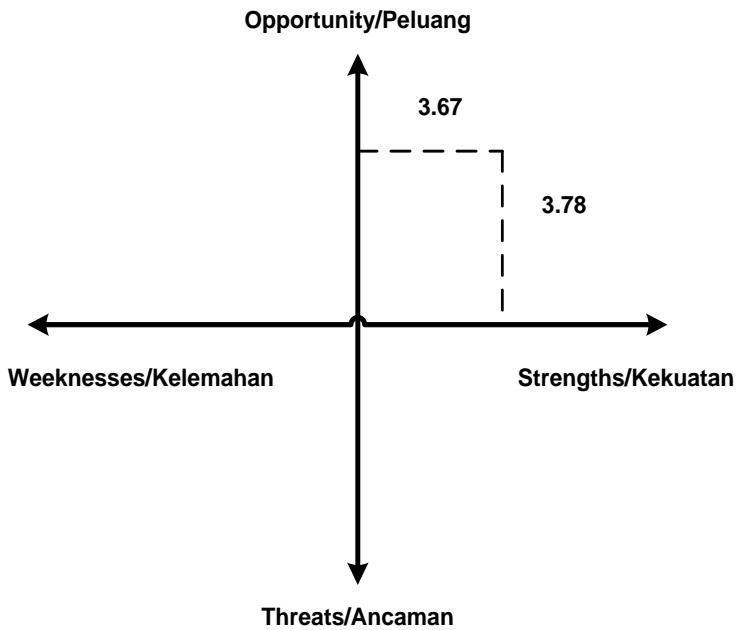 Opportunity/Peluang
3.67
3.78
Weeknesses/Kelemahan
Strengths/Kekuatan
Threats/Ancaman